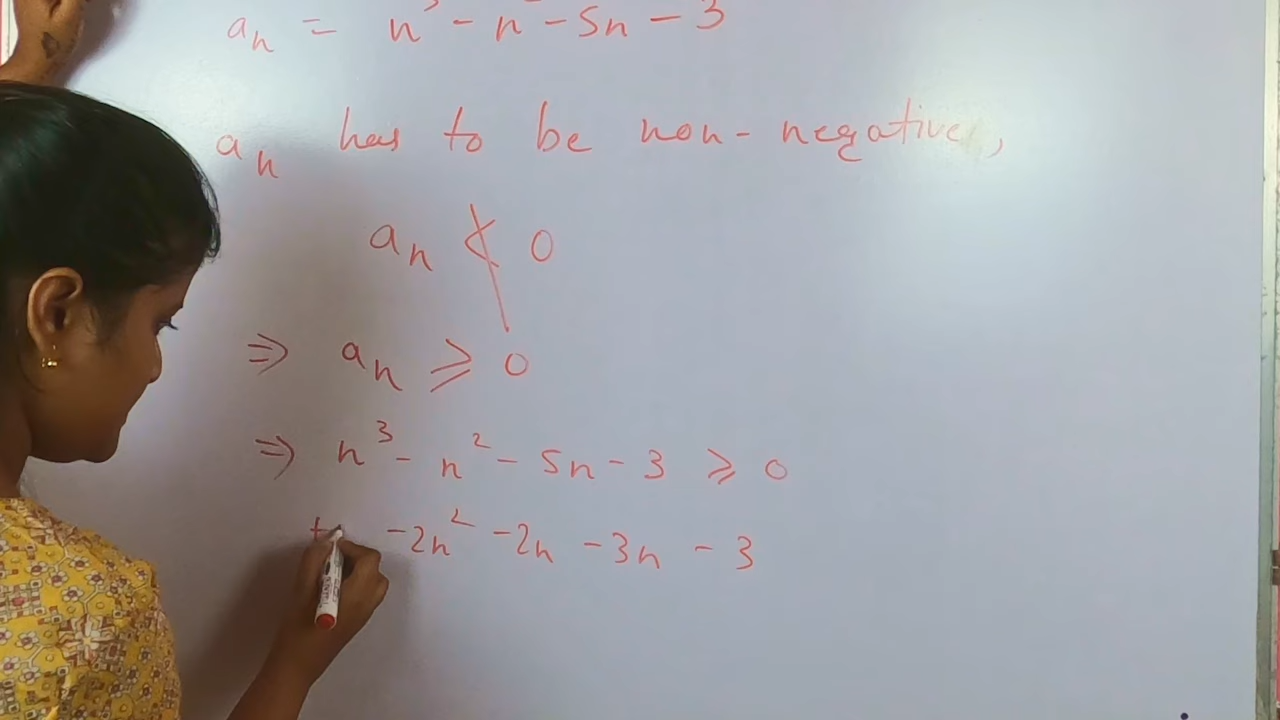 aₙ = n³ - n² - 5n - 3
aₙ has to be non-negative,
aₙ ≮ 0
⇒ aₙ ⩾ 0
⇒ n³ - n² - 5n - 3 ⩾ 0
-2n² -2n -3n - 3